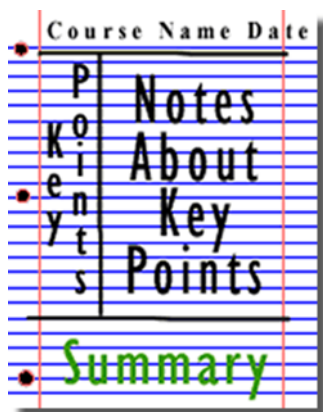 Course Name Date
Key
Points
Notes
About
Key
Points
Summary